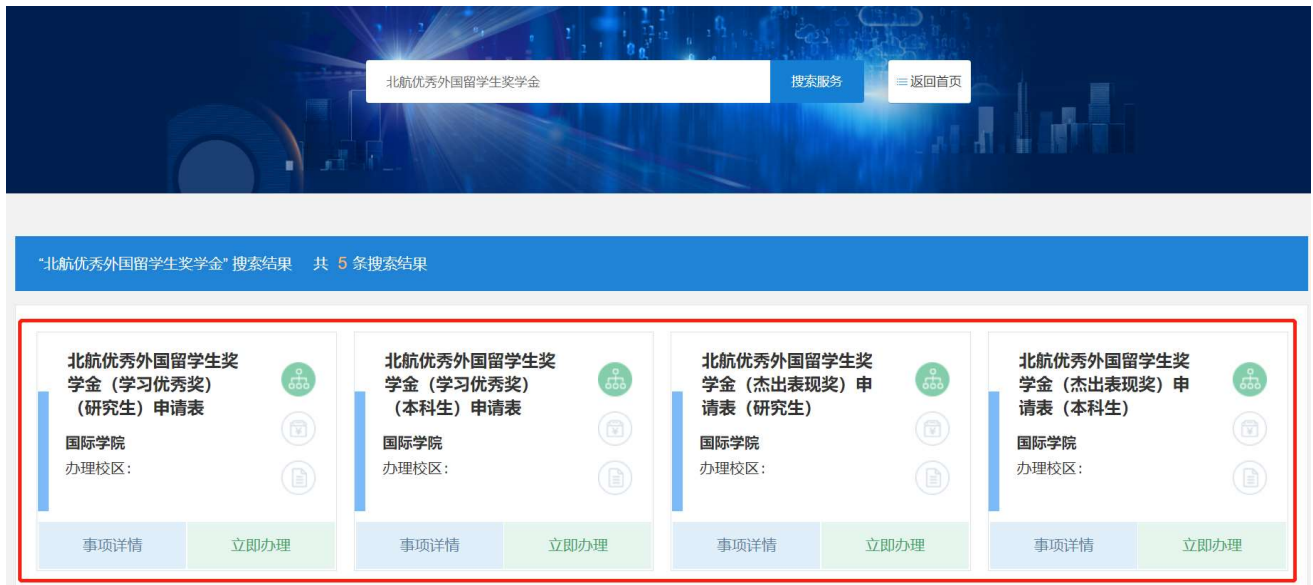 北航优秀外国留学生奖学金
搜索服务
返回首页
“北航优秀外国留学生奖学金” 搜索结果 共 5 条搜索结果
北航优秀外国留学生奖
学金（学习优秀奖）
（研究生）申请表
国际学院
办理校区：
事项详情
立即办理
北航优秀外国留学生奖
学金（学习优秀奖）
（本科生）申请表
国际学院
办理校区：
事项详情
立即办理
北航优秀外国留学生奖
学金（杰出表现奖）申
请表（研究生）
国际学院
办理校区：
事项详情
立即办理
北航优秀外国留学生奖
学金（杰出表现奖）申
请表（本科生）
国际学院
办理校区：
事项详情
立即办理